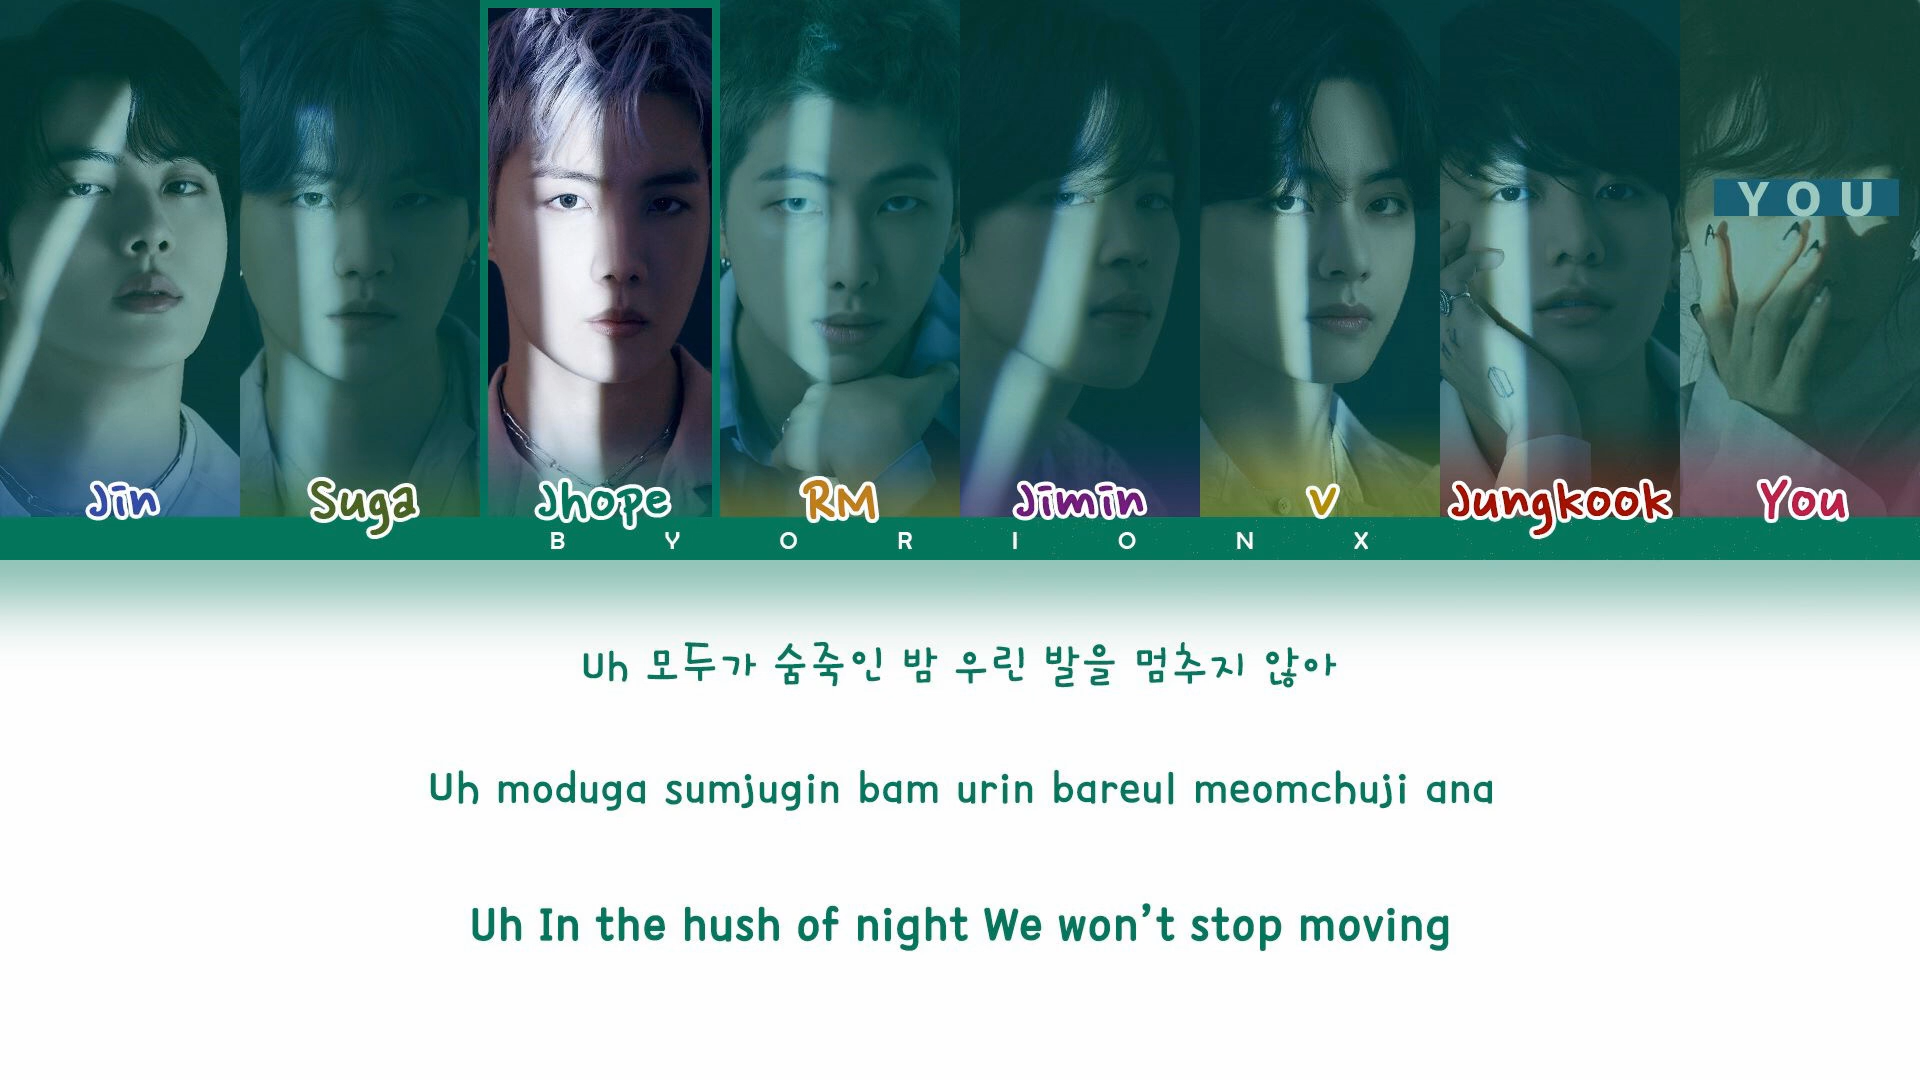 YOU
Jin Suga Jhope RM Jimin V Jungkook You
BYORIONX
Uh 모두가 숨죽인 밤 우린 발을 멈추지 않아
Uh moduga sumjugin bam urin bareul meomchuji ana
Uh In the hush of night We won't stop moving